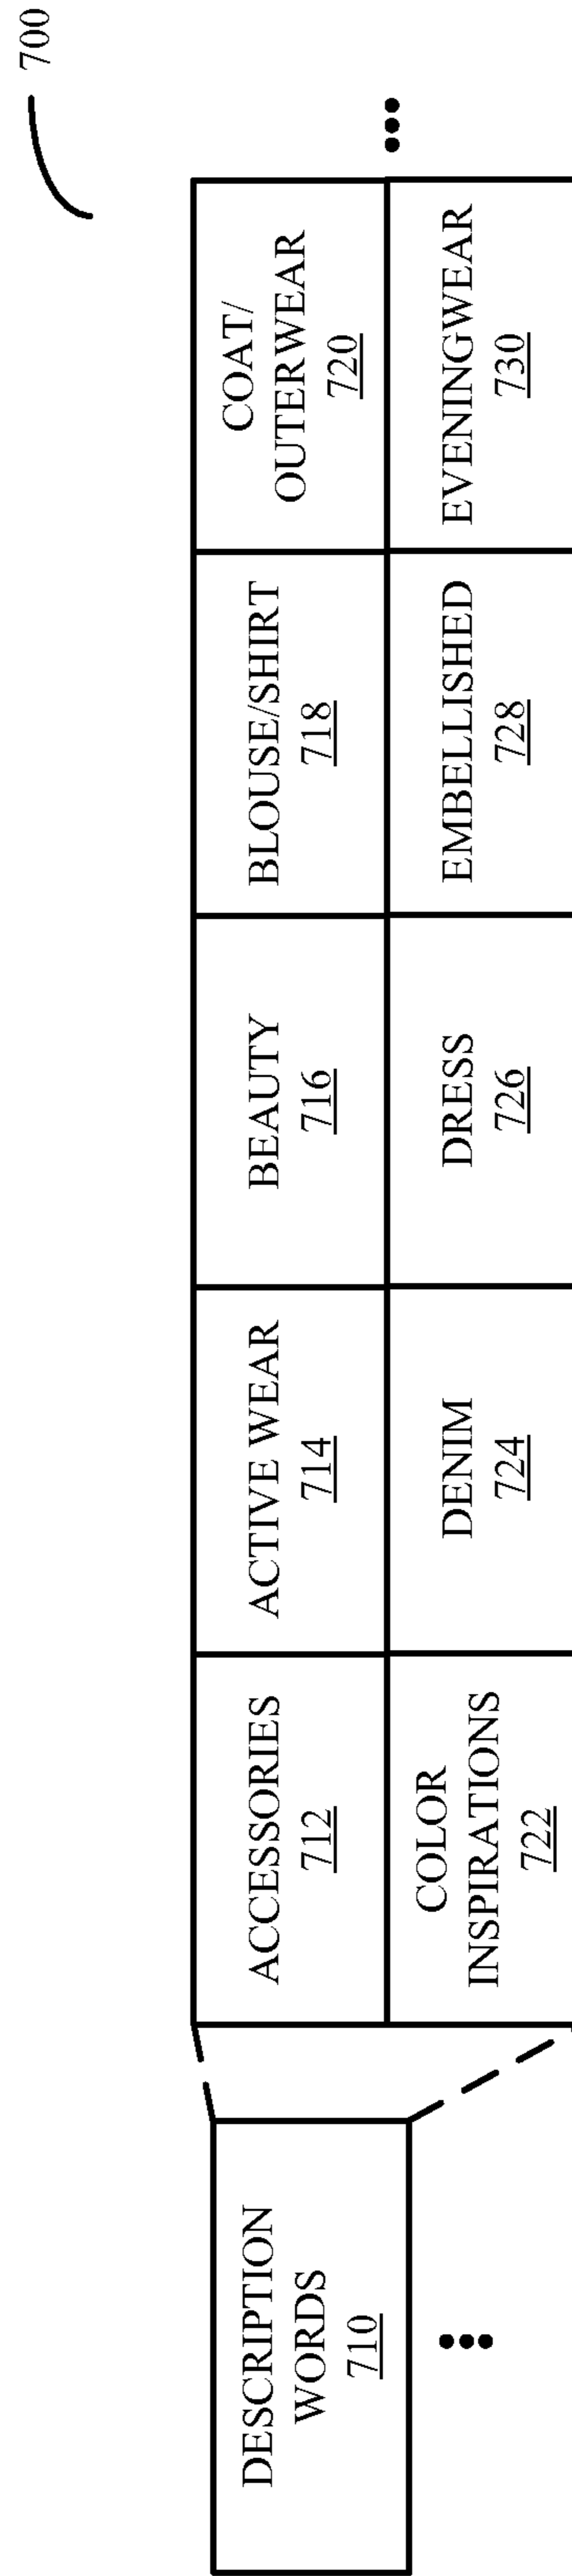 700
DESCRIPTION
WORDS
710
ACCESSORIES
712
ACTIVE WEAR
714
BEAUTY
716
BLOUSE/SHIRT
718
COAT/
OUTERWEAR
720
COLOR
INSPIRATIONS
722
DENIM
724
DRESS
726
EMBELLISHED
728
EVENINGWEAR
730